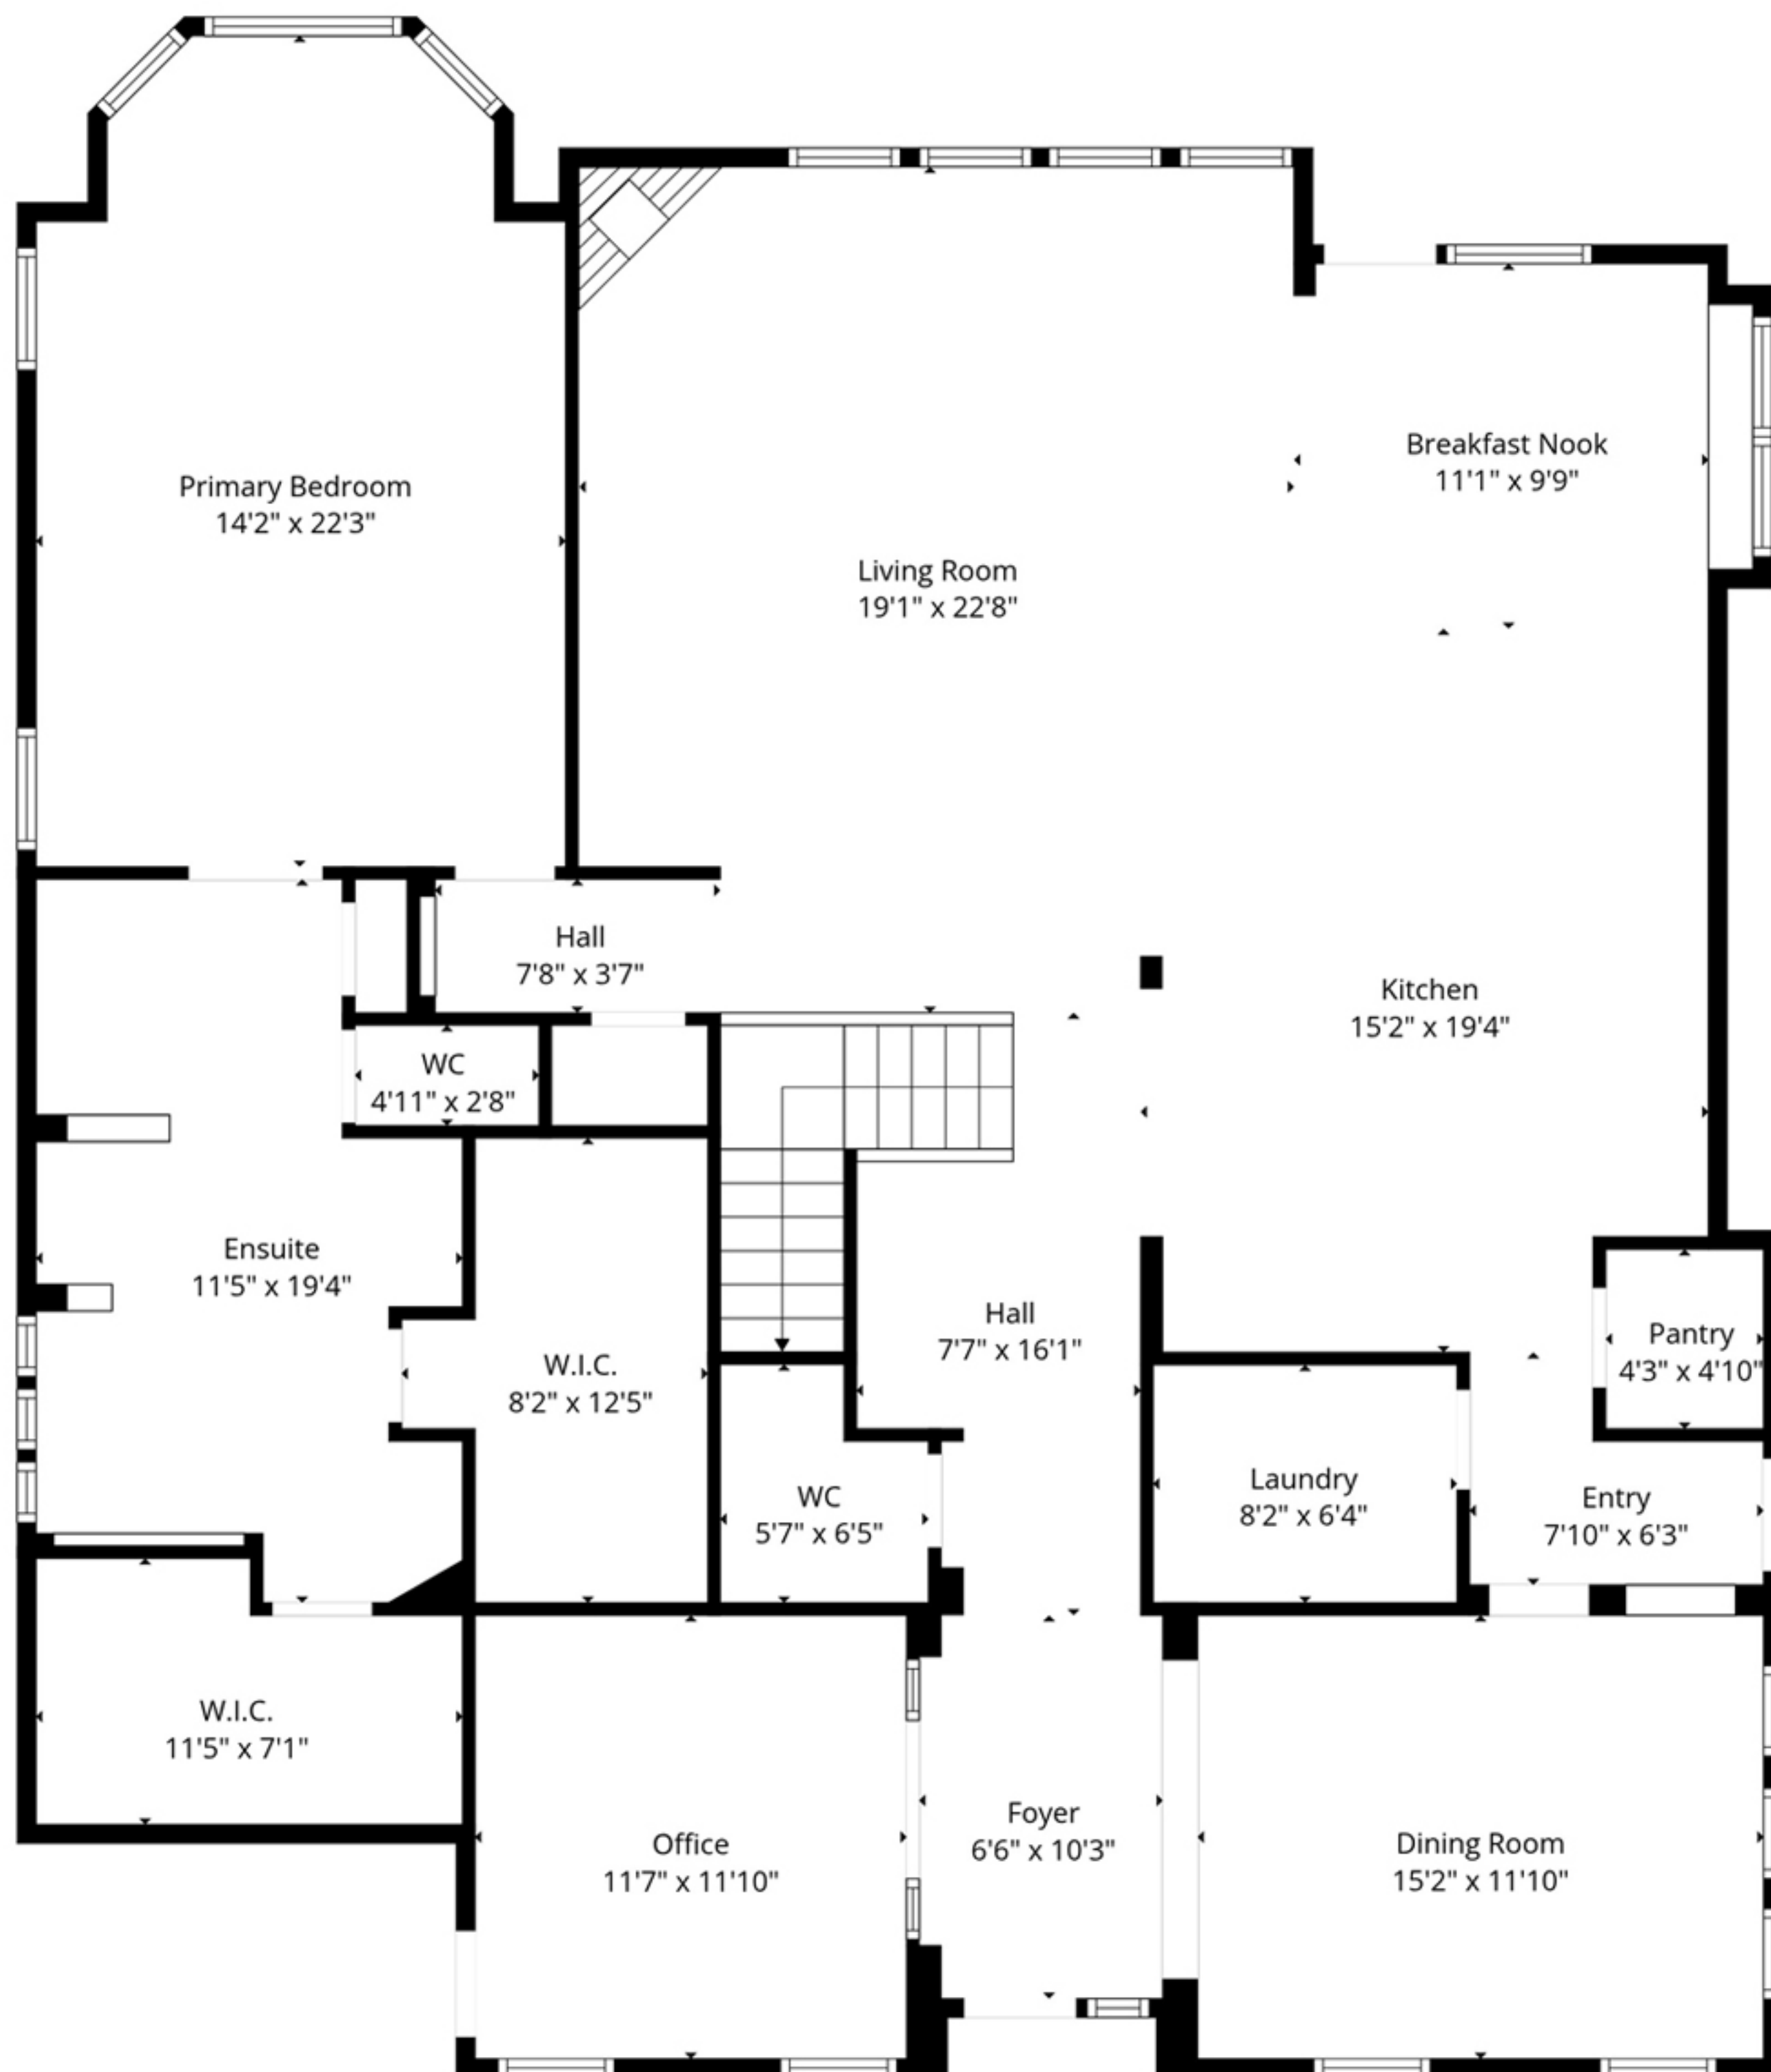 Primary Bedroom
14'2" x 22'3"
Breakfast Nook
11'1" x 9'9"
Living Room
19'1" x 22'8"
Hall
7'8" x 3'7"
Kitchen
15'2" x 19'4"
WC
4'11" x 2'8"
Ensuite
11'5" x 19'4"
Hall
7'7" x 16'1"
Pantry
4'3" x 4'10"
W.I.C.
8'2" x 12'5"
WC
5'7" x 6'5"
Laundry
8'2" x 6'4"
Entry
7'10" x 6'3"
W.I.C.
11'5" x 7'1"
Office
11'7" x 11'10"
Foyer
6'6" x 10'3"
Dining Room
15'2" x 11'10"